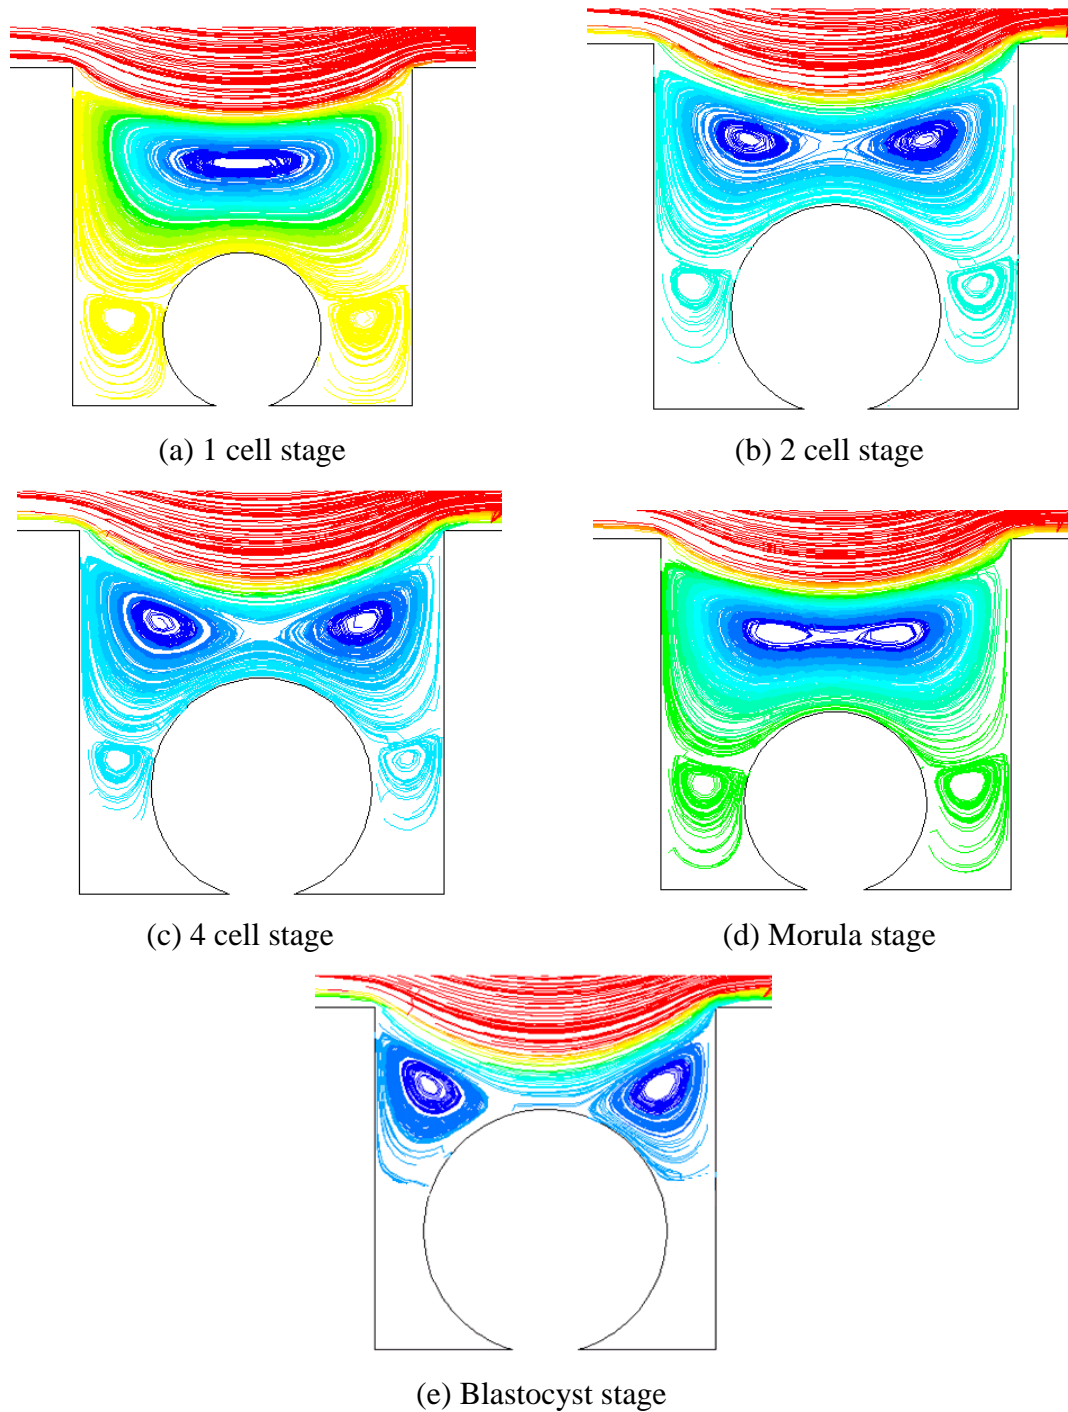 (a) 1 cell stage
(b) 2 cell stage
(c) 4 cell stage
(d) Morula stage
(e) Blastocyst stage